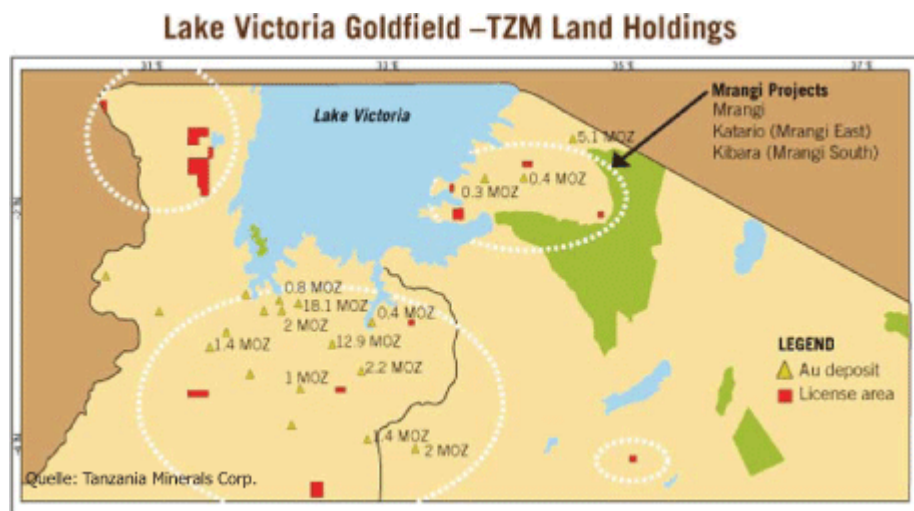 Lake Victoria Goldfield –TZM Land Holdings
31°E
33°E
35°E
37°E
Lake Victoria
Mrangi Projects
Mrangi
Katario (Mrangi East)
Kibara (Mrangi South)
5.1 MOZ
0.3 MOZ
0.4 MOZ
2°S
0.8 MOZ
18.1 MOZ
2 MOZ
0.4 MOZ
1.4 MOZ
12.9 MOZ
2.2 MOZ
1 MOZ
LEGEND
Au deposit
License area
1.4 MOZ
2 MOZ
Quelle: Tanzania Minerals Corp.